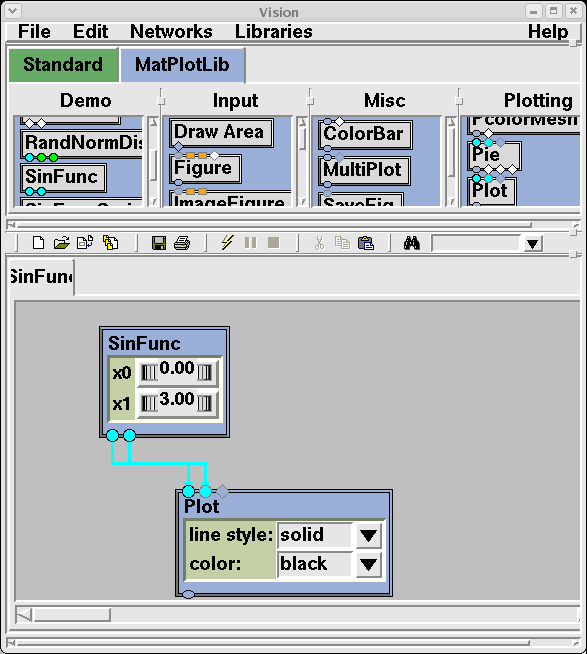 Vision
File Edit Networks Libraries Help
Standard MatPlotLib
Demo Input Misc Plotting
RandNormDis
SinFunc
Draw Area
Figure
ImageFigure
ColorBar
MultiPlot
SaveFig
PcolorMesh
Pie
Plot
SinFunc
SinFunc
x0 0.00
x1 3.00
Plot
line style: solid
color: black